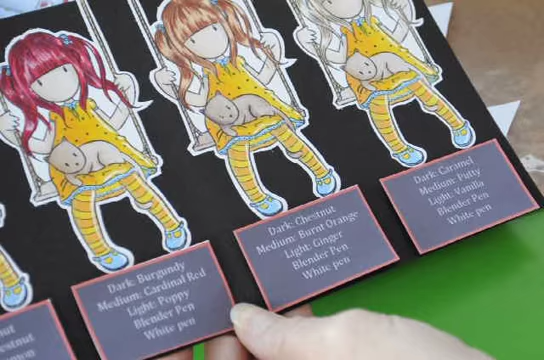 Dark: Burgundy
Medium: Cardinal Red
Light: Poppy
Blender Pen
White pen
Dark: Chestnut
Medium: Burnt Orange
Light: Ginger
Blender Pen
White pen
Dark: Caramel
Medium: Putty
Light: Vanilla
Blender Pen
White pen